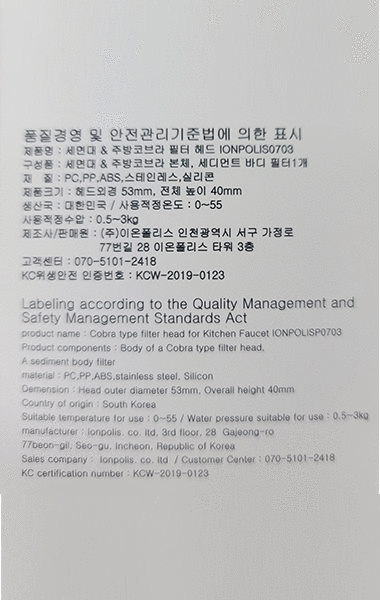 품질경영 및 안전관리기준법에 의한 표시
제품명 : 세면대 & 주방코브라 필터 헤드 IONPOLIS0703
구성품 : 세면대 & 주방코브라 본체, 세디먼트 바디 필터1개
재 질 : PC,PP,ABS,스테인레스,실리콘
제품크기 : 헤드외경 53mm, 전체 높이 40mm
생산국 : 대한민국 / 사용적정온도 : 0~55
사용적정수압 : 0.5~3kg
제조사/판매원 : (주)이온폴리스 인천광역시 서구 가정로
77번길 28 이온폴리스 타워 3층
고객센터 : 070-5101-2418
KC위생안전 인증번호 : KCW-2019-0123
Labeling according to the Quality Management and
Safety Management Standards Act
product name : Cobra type filter head for Kitchen Faucet IONPOLISP0703
Product components : Body of a Cobra type filter head,
A sediment body filter
material : PC,PP,ABS,stainless steel, Silicon
Demension : Head outer diameter 53mm, Overall height 40mm
Country of origin : South Korea
Suitable temperature for use : 0~55 / Water pressure suitable for use : 0.5~3kg
manufacturer : Ionpolis. co. ltd, 3rd floor, 28 Gajeong-ro
77beon-gil, Seo-gu, Incheon, Republic of Korea
Sales company : Ionpolis. co. ltd / Customer Center : 070-5101-2418
KC certification number : KCW-2019-0123